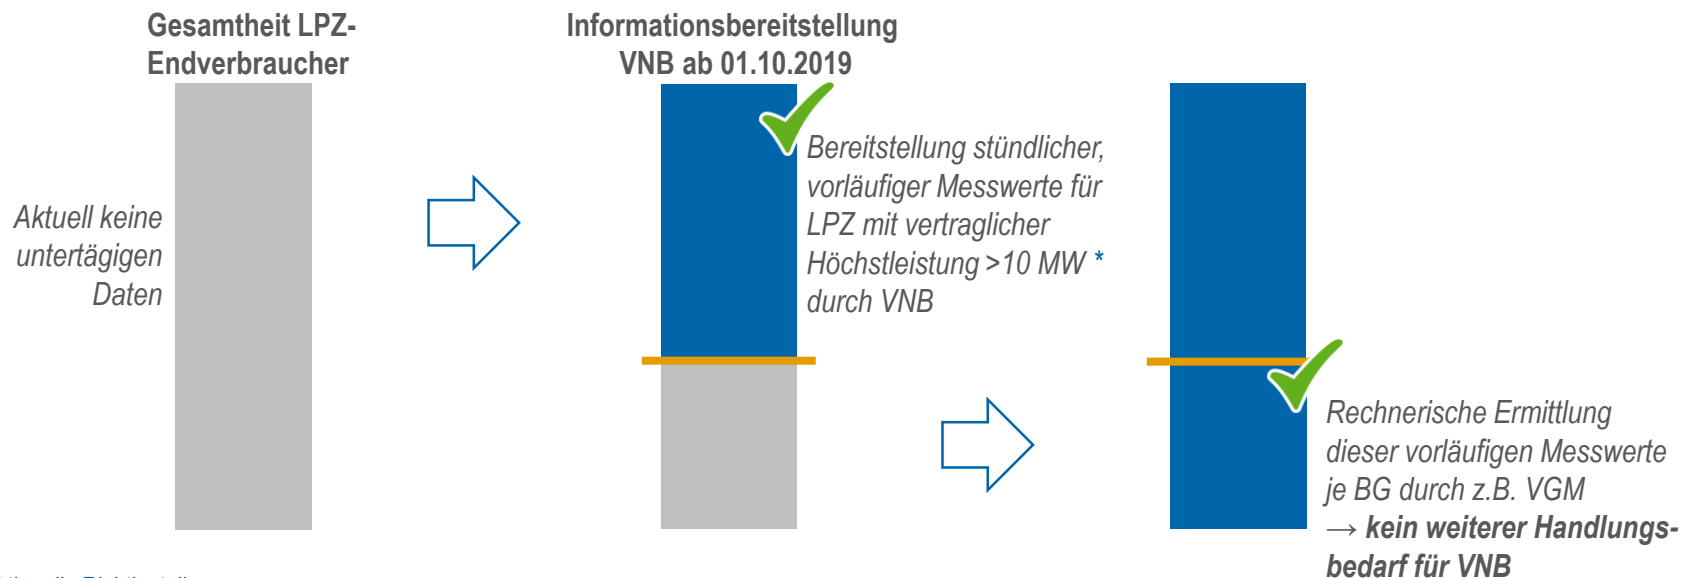 Gesamtheit LPZ-
Endverbraucher
Aktuell keine
untertägigen
Daten
Informationsbereitstellung
VNB ab 01.10.2019
Bereitstellung stündlicher,
vorläufiger Messwerte für
LPZ mit vertraglicher
Höchstleistung >10 MW *
durch VNB
Rechnerische Ermittlung
dieser vorläufigen Messwerte
je BG durch z.B. VGM
→ kein weiterer Handlungs-
bedarf für VNB